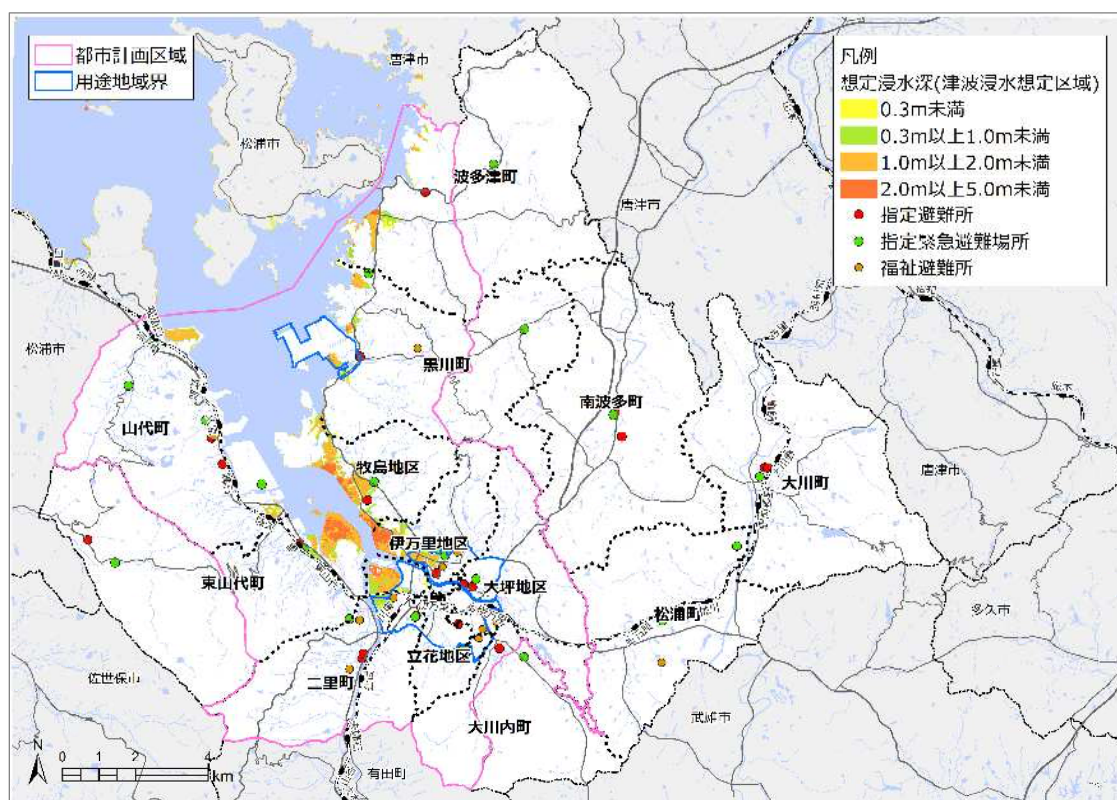 都市計画区域
用途地域界
凡例
想定浸水深(津波浸水想定区域)
0.3m未満
0.3m以上1.0m未満
1.0m以上2.0m未満
2.0m以上5.0m未満
指定避難所
指定緊急避難場所
福祉避難所
唐津市
松浦市
波多津町
唐津市
松浦市
黒川町
南波多町
山代町
牧島地区
大川町
唐津市
伊万里地区
東山代町
大坪地区
松浦町
多久市
立花地区
佐世保市
二里町
大川内町
武雄市
有田町
N
0 1 2 4
km